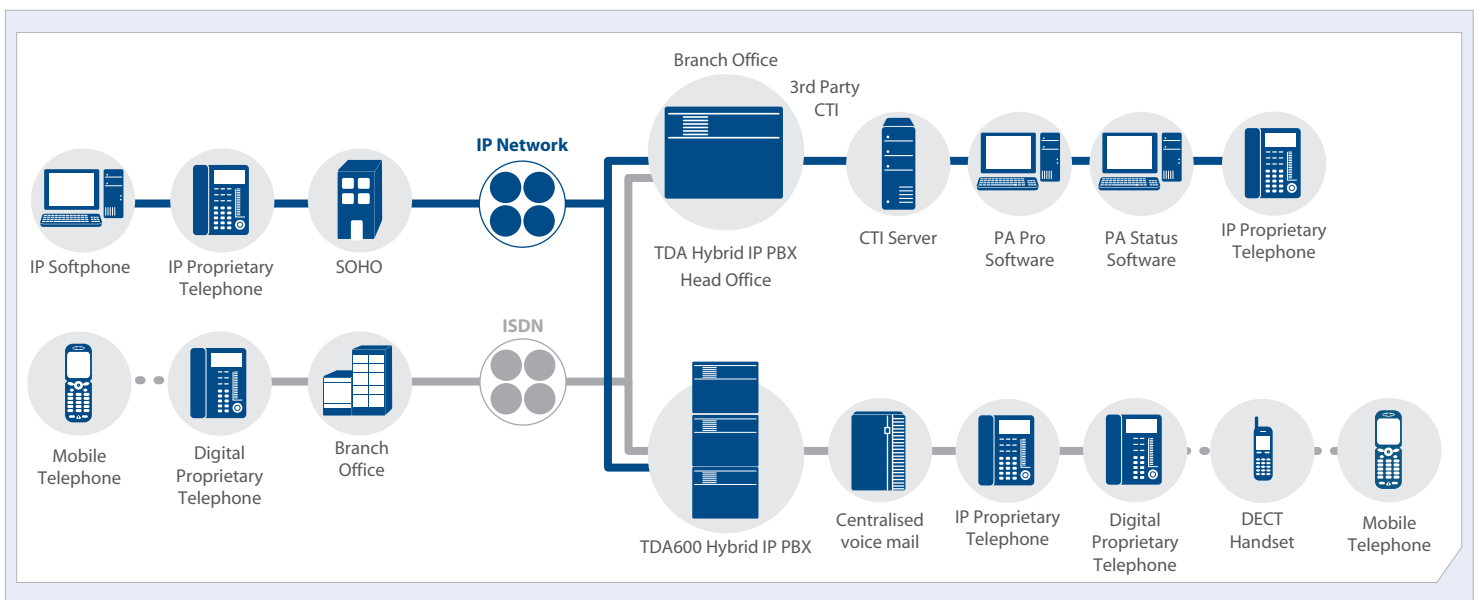 Branch Office
3rd Party
CTI
IP Network
IP Softphone
IP Proprietary
Telephone
SOHO
TDA Hybrid IP PBX
Head Office
CTI Server
PA Pro
Software
PA Status
Software
IP Proprietary
Telephone
ISDN
Mobile
Telephone
Digital
Proprietary
Telephone
Branch
Office
TDA600 Hybrid IP PBX
Centralised
voice mail
IP Proprietary
Telephone
Digital
Proprietary
Telephone
DECT
Handset
Mobile
Telephone